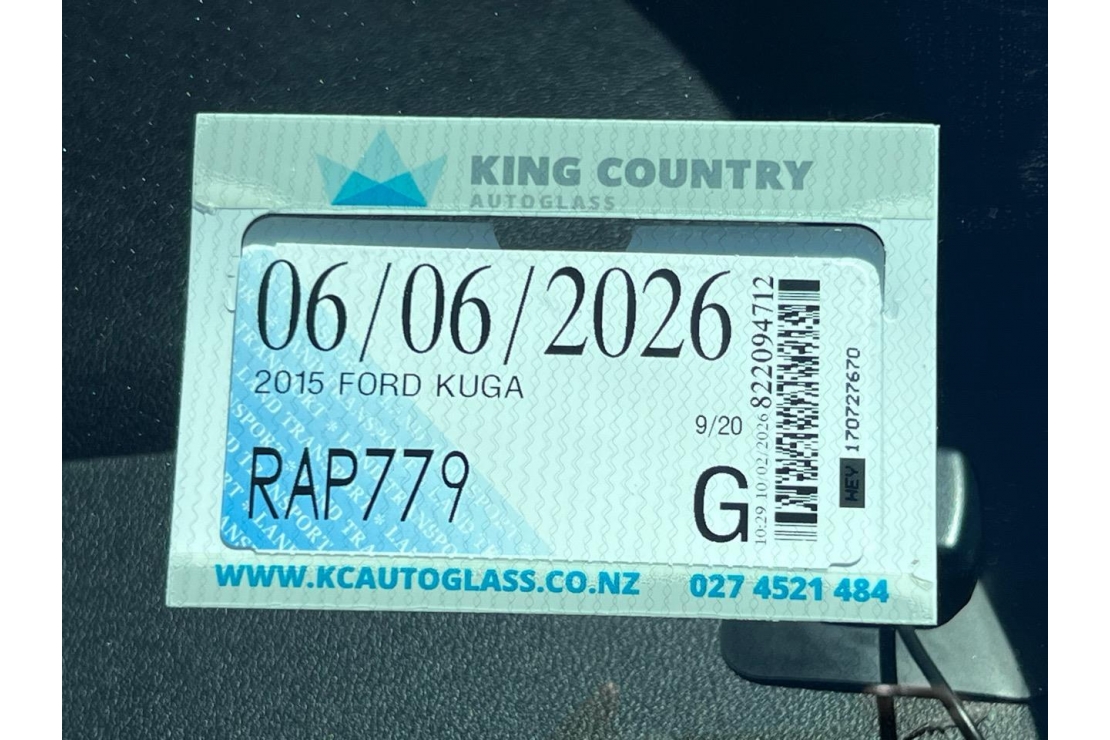 KING COUNTRY
AUTOGLASS
06/06/2026
2015 FORD KUGA
9/20
RAP779
G
10:29 10/02/2026 822094712
HEY 170727670
WWW.KCAUTOGLASS.CO.NZ 027 4521 484